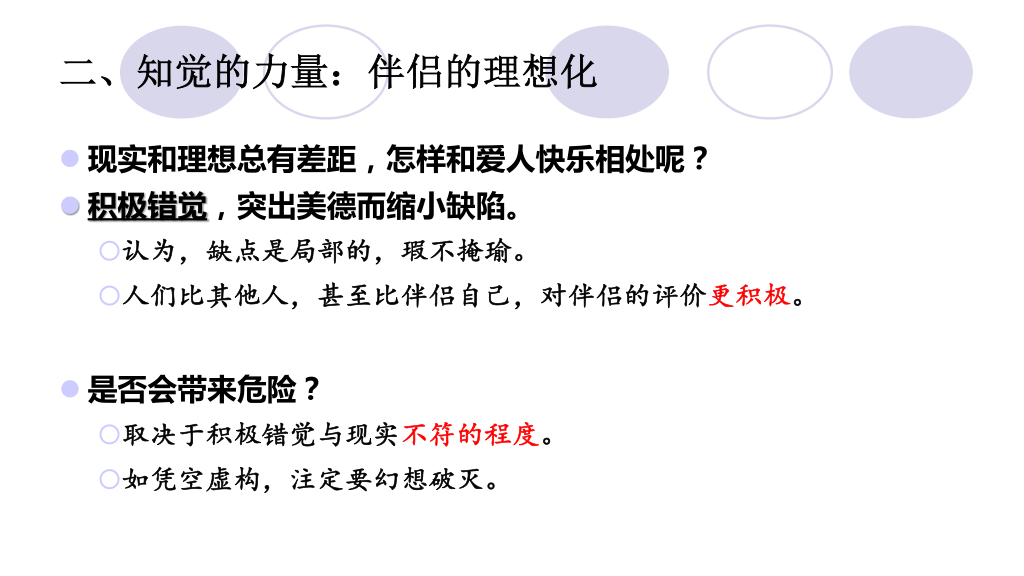 二、知觉的力量：伴侣的理想化
现实和理想总有差距，怎样和爱人快乐相处呢？
积极错觉，突出美德而缩小缺陷。
认为，缺点是局部的，瑕不掩瑜。
人们比其他人，甚至比伴侣自己，对伴侣的评价更积极。
是否会带来危险？
取决于积极错觉与现实不符的程度。
如凭空虚构，注定要幻想破灭。